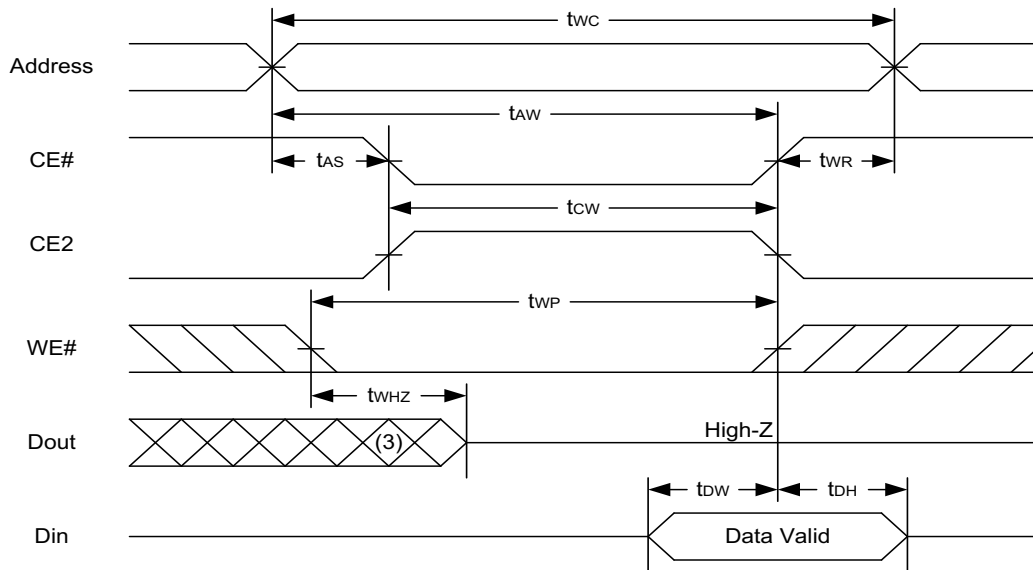 tWC
Address
tAW
CE#
tAS
tWR
tCW
CE2
tWP
WE#
tWHZ
Dout
(3)
High-Z
tDW
tDH
Din
Data Valid